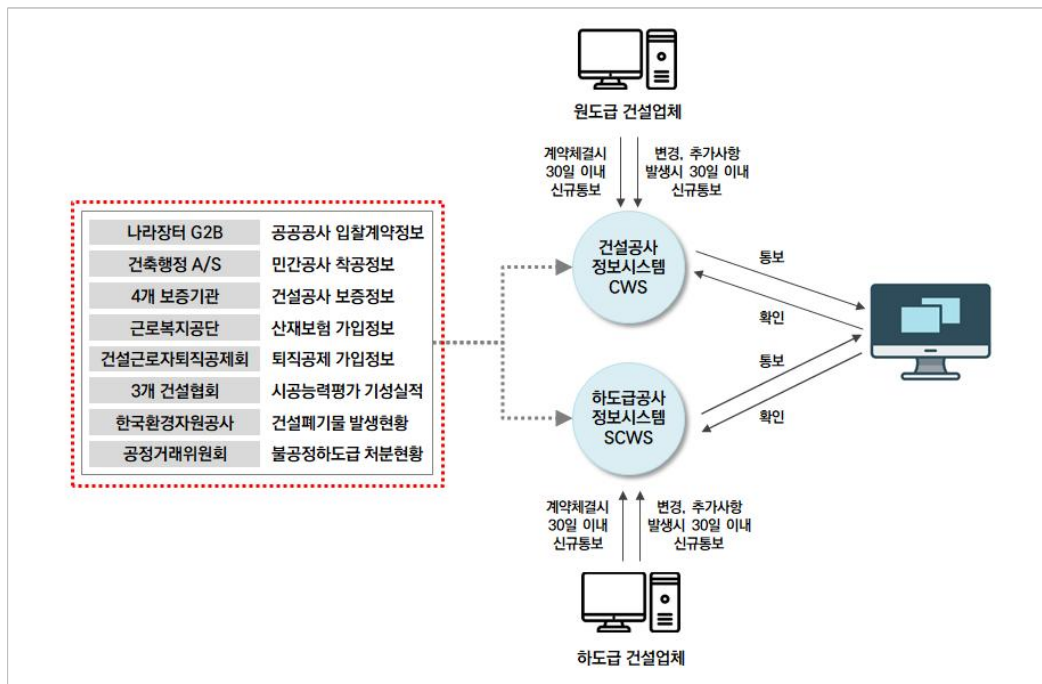 원도급 건설업체
계약체결시
30일 이내
신규통보
변경, 추가사항
발생시 30일 이내
신규통보
나라장터 G2B 공공공사 입찰계약정보
건축행정 A/S 민간공사 착공정보
4개 보증기관 건설공사 보증정보
근로복지공단 산재보험 가입정보
건설근로자퇴직공제회 퇴직공제 가입정보
3개 건설협회 시공능력평가 기성실적
한국환경자원공사 건설폐기물 발생현황
공정거래위원회 불공정하도급 처분현황
건설공사
정보시스템
CWS
통보
확인
하도급공사
정보시스템
SCWS
통보
확인
계약체결시
30일 이내
신규통보
변경, 추가사항
발생시 30일 이내
신규통보
하도급 건설업체